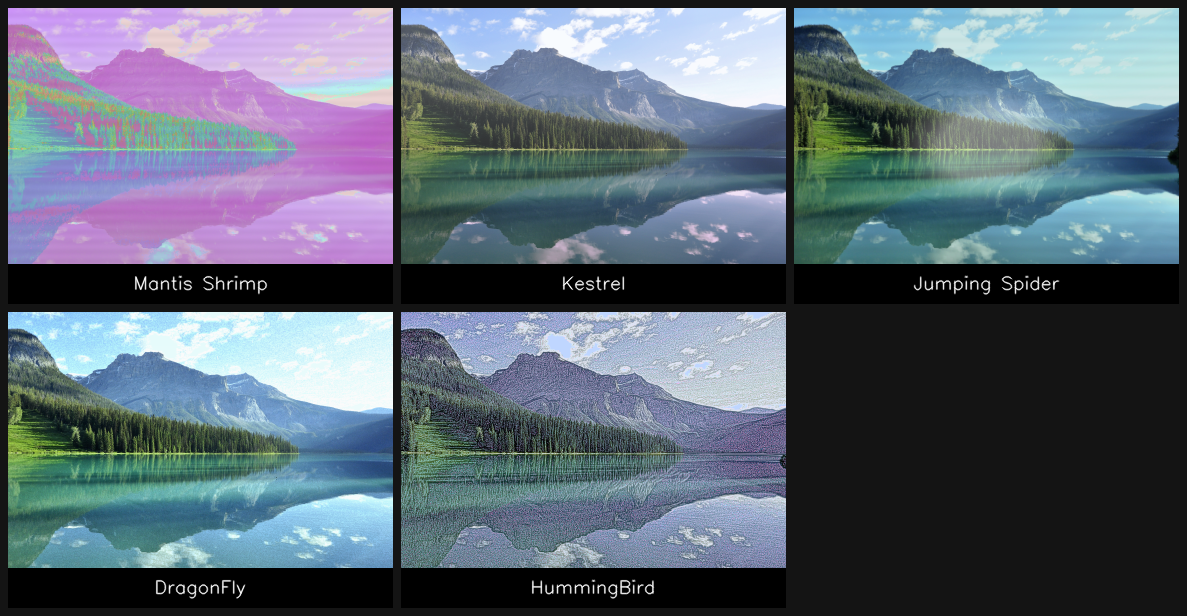 Mantis Shrimp
Kestrel
Jumping Spider
DragonFly
HummingBird